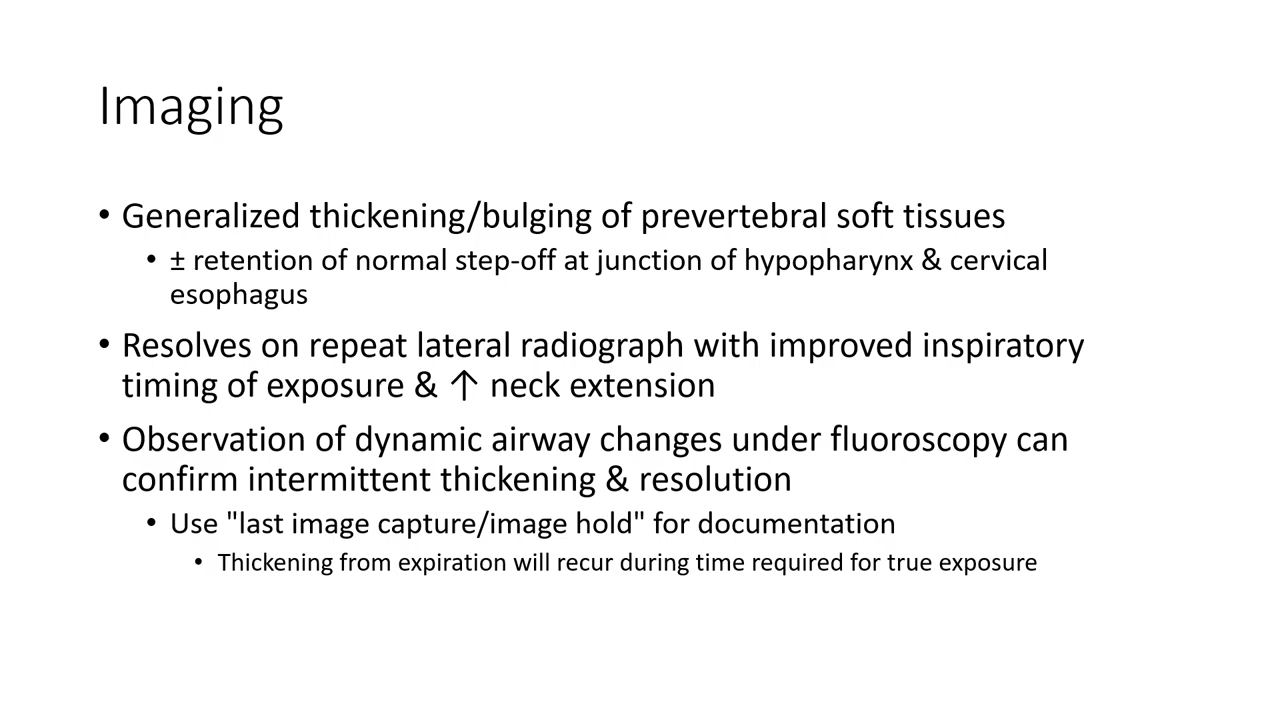 Imaging
• Generalized thickening/bulging of prevertebral soft tissues
• ± retention of normal step-off at junction of hypopharynx & cervical
esophagus
• Resolves on repeat lateral radiograph with improved inspiratory
timing of exposure & ↑ neck extension
• Observation of dynamic airway changes under fluoroscopy can
confirm intermittent thickening & resolution
• Use "last image capture/image hold" for documentation
• Thickening from expiration will recur during time required for true exposure